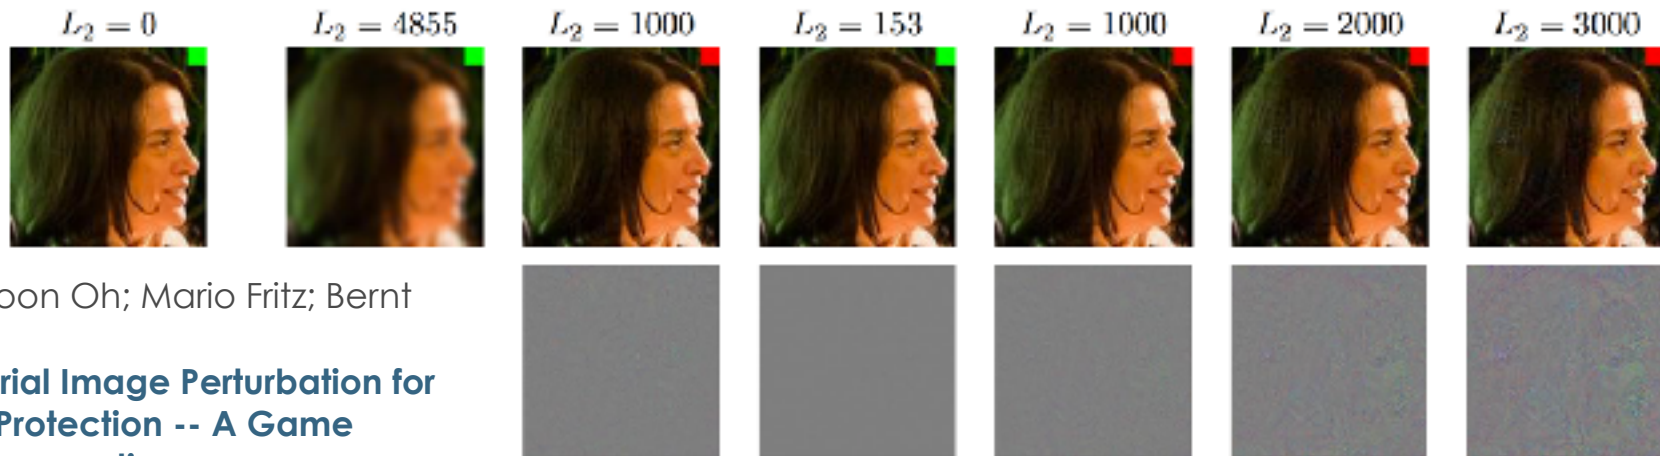 L₂ = 0 L₂ = 4855 L₂ = 1000 L₂ = 153 L₂ = 1000 L₂ = 2000 L₂ = 3000
oon Oh; Mario Fritz; Bernt
rial Image Perturbation for
Protection -- A Game